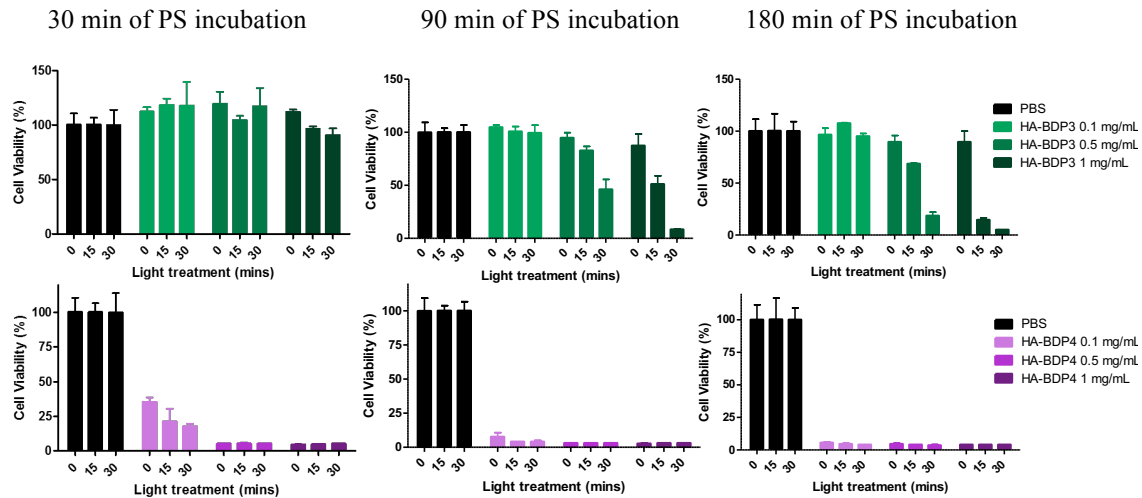 30 min of PS incubation
90 min of PS incubation
180 min of PS incubation
Cell Viability (%)
150
100
50
0
0 15 30 0 15 30 0 15 30 0 15 30
Light treatment (mins)
Cell Viability (%)
150
100
50
0
0 15 30 0 15 30 0 15 30 0 15 30
Light treatment (mins)
Cell Viability (%)
150
100
50
0
0 15 30 0 15 30 0 15 30 0 15 30
Light treatment (mins)
PBS
HA-BDP3 0.1 mg/mL
HA-BDP3 0.5 mg/mL
HA-BDP3 1 mg/mL
Cell Viability (%)
100
75
50
25
0
0 15 30 0 15 30 0 15 30 0 15 30
Light treatment (mins)
Cell Viability (%)
100
75
50
25
0
0 15 30 0 15 30 0 15 30 0 15 30
Light treatment (mins)
Cell Viability (%)
100
75
50
25
0
0 15 30 0 15 30 0 15 30 0 15 30
Light treatment (mins)
PBS
HA-BDP4 0.1 mg/mL
HA-BDP4 0.5 mg/mL
HA-BDP4 1 mg/mL